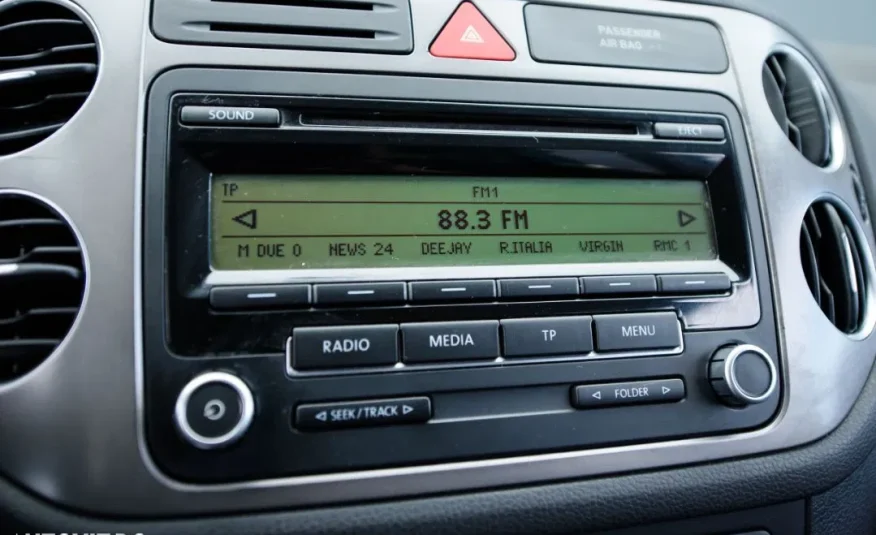 PASSENGER
AIR BAG
SOUND
EJECT
TP FM1
88.3 FM
M DUE O NEWS 24 DEEJAY R.ITALIA VIRGIN RMC 1
RADIO MEDIA TP MENU
SEEK/TRACK FOLDER